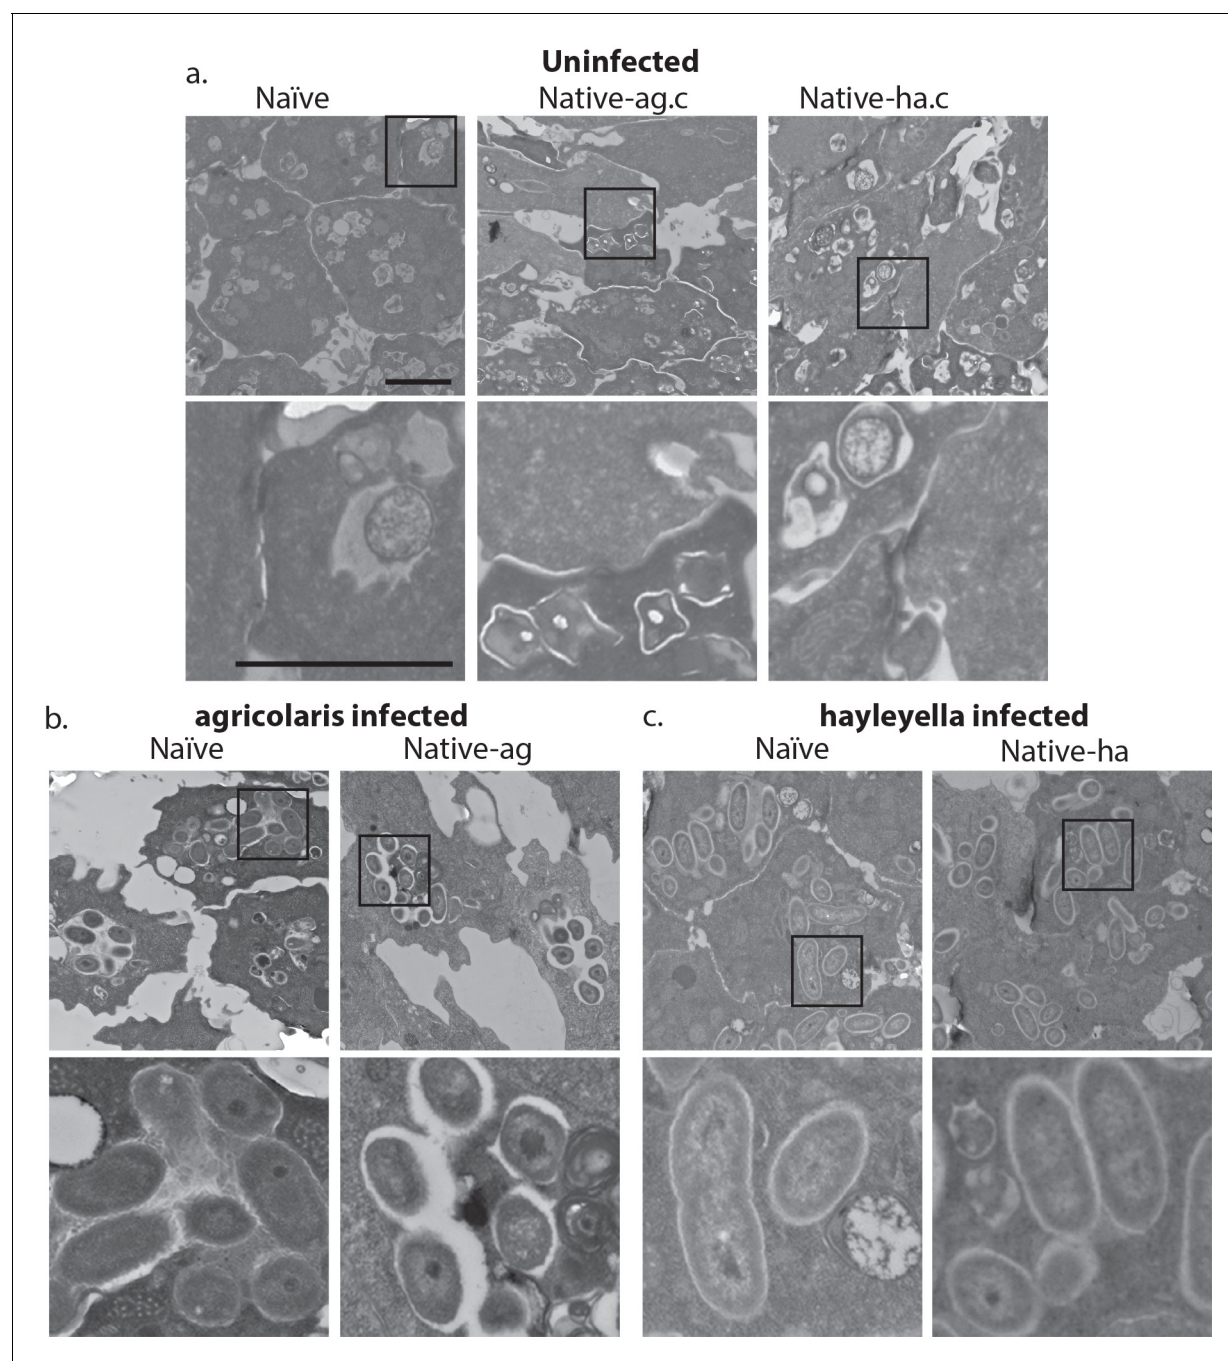 a.
Uninfected
Naïve Native-ag.c Native-ha.c
b.
agricolaris infected
Naïve Native-ag
c.
hayleyella infected
Naïve Native-ha